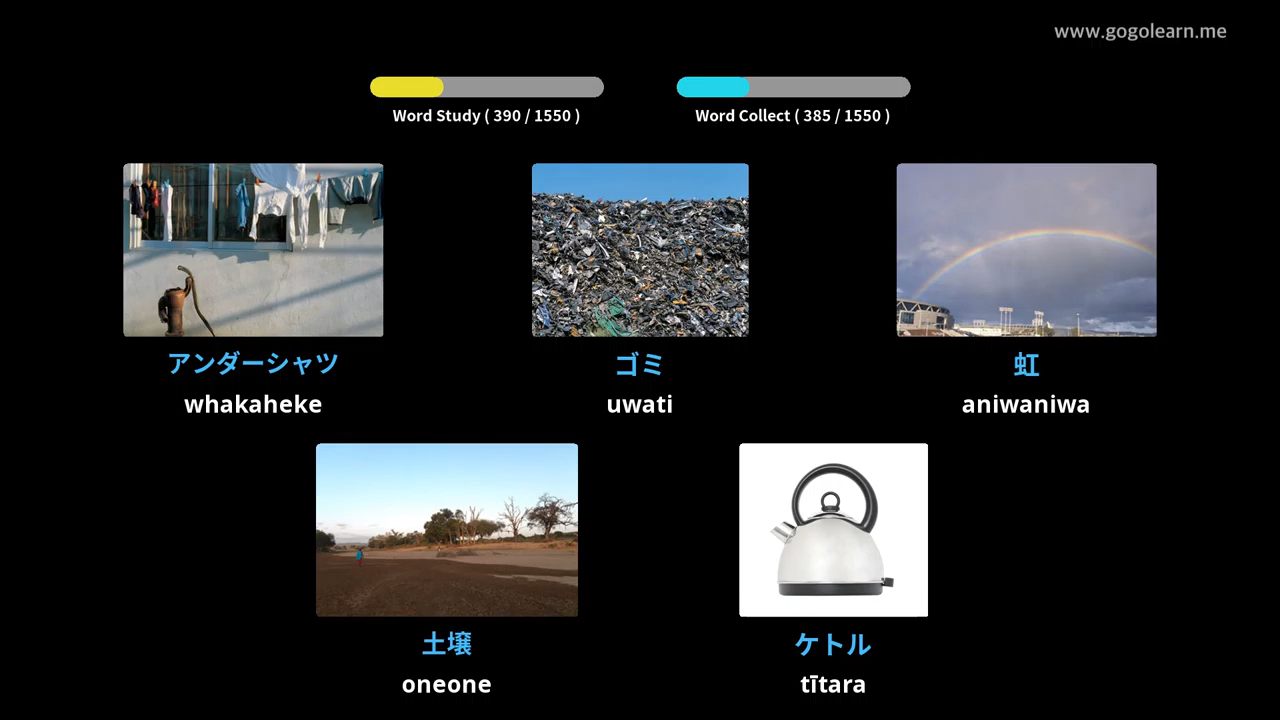 www.gogolearn.me
Word Study ( 390 / 1550 )
Word Collect ( 385 / 1550 )
アンダーシャツ
whakaheke
ゴミ
uwati
虹
aniwaniwa
土壌
oneone
ケトル
tītara